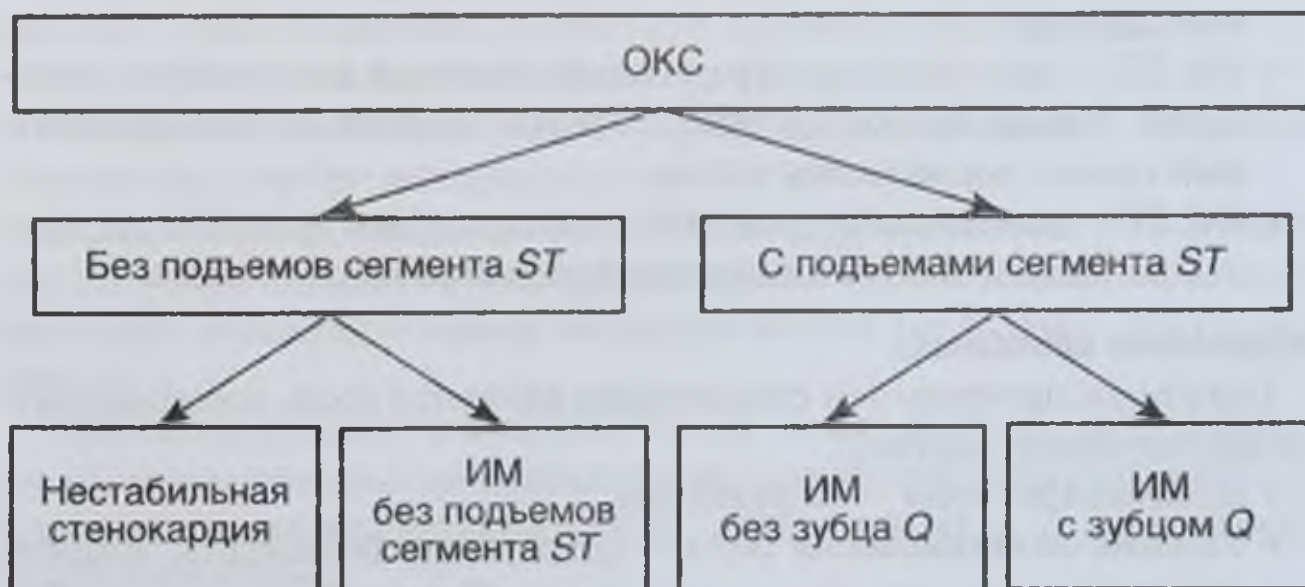 ОКС
Без подъемов сегмента ST
С подъемами сегмента ST
Нестабильная
стенокардия
ИМ
без подъемов
сегмента ST
ИМ
без зубца Q
ИМ
с зубцом Q